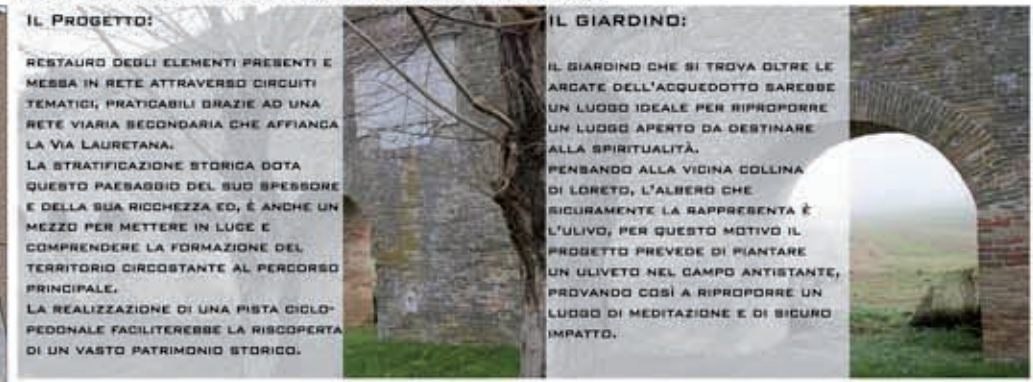 IL PROGETTO:
RESTAURO DEGLI ELEMENTI PRESENTI E
MESSA IN RETE ATTRAVERSO CIRCUITI
TEMATICI, PRATICABILI GRAZIE AD UNA
RETE VIARIA SECONDARIA CHE AFFIANCA
LA VIA LAURETANA.
LA STRATIFICAZIONE STORICA DOTA
QUESTO PAESAGGIO DEL SUO SPESSORE
E DELLA SUA RICCHEZZA ED, È ANCHE UN
MEZZO PER METTERE IN LUCE E
COMPRENDERE LA FORMAZIONE DEL
TERRITORIO CIRCOSTANTE AL PERCORSO
PRINCIPALE.
LA REALIZZAZIONE DI UNA PISTA CICLO-
PEDONALE FACILITEREBBE LA RISCOPERTA
DI UN VASTO PATRIMONIO STORICO.
IL GIARDINO:
IL GIARDINO CHE SI TROVA OLTRE LE
ARCATE DELL'ACQUEDOTTO SAREBBE
UN LUOGO IDEALE PER RIPROPORRE
UN LUOGO APERTO DA DESTINARE
ALLA SPIRITUALITÀ.
PENSANDO ALLA VICINA COLLINA
DI LORETO, L'ALBERO CHE
SICURAMENTE LA RAPPRESENTA È
L'ULIVO, PER QUESTO MOTIVO IL
PROGETTO PREVEDE DI PIANTARE
UN ULIVETO NEL CAMPO ANTISTANTE,
PROVANDO COSÌ A RIPROPORRE UN
LUOGO DI MEDITAZIONE E DI SICURO
IMPATTO.